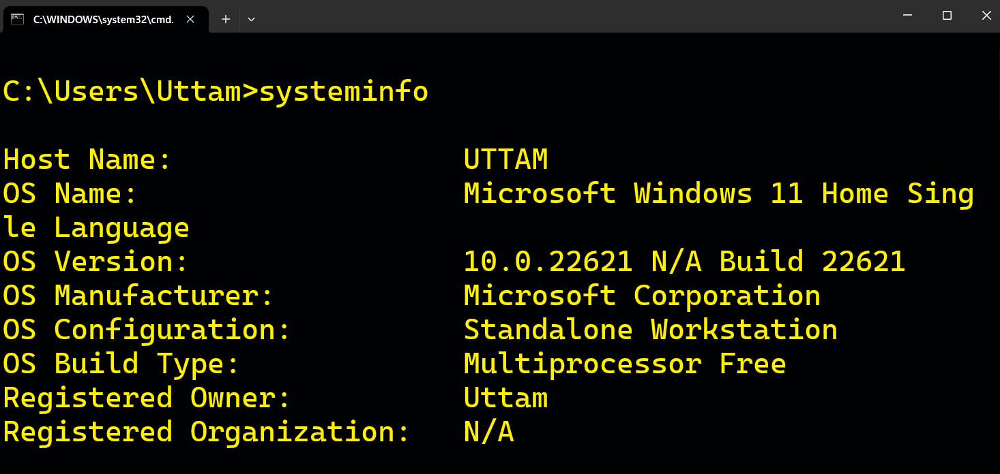 C:\WINDOWS\system32\cmd.
C:\Users\Uttam>systeminfo
Host Name: UTTAM
OS Name: Microsoft Windows 11 Home Sing
le Language
OS Version: 10.0.22621 N/A Build 22621
OS Manufacturer: Microsoft Corporation
OS Configuration: Standalone Workstation
OS Build Type: Multiprocessor Free
Registered Owner: Uttam
Registered Organization: N/A